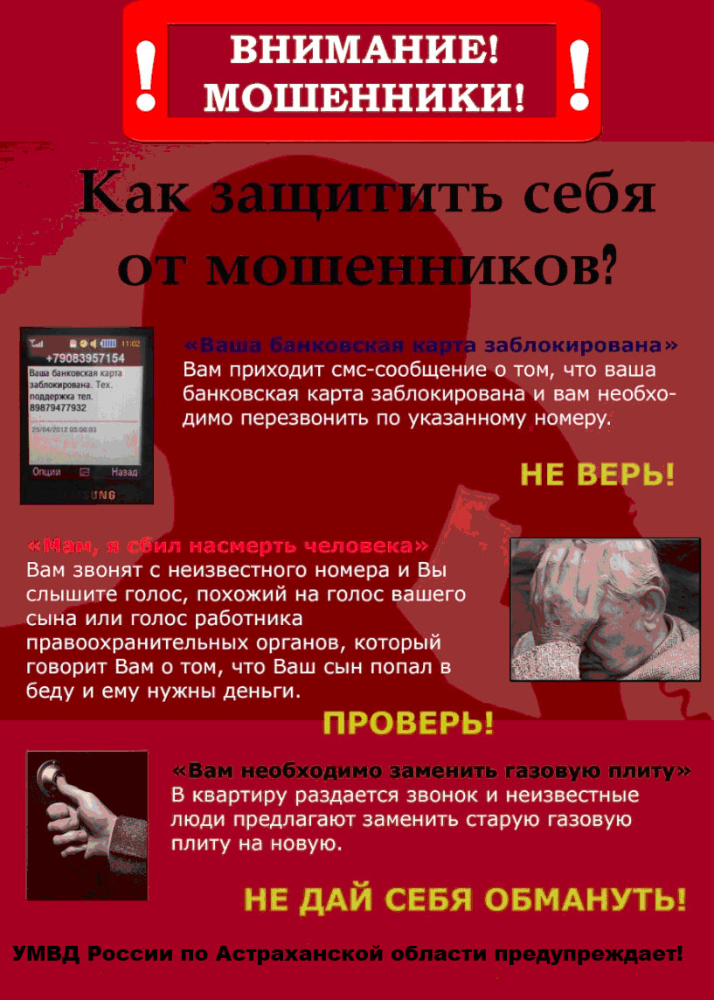 ВНИМАНИЕ!
МОШЕННИКИ!
Как защитить себя
от мошенников?
11:02
+79083957154
Ваша банковская карта
заблокирована. Тех.
поддержка тел.
89879477932
25/04/2012 05:00:03
Опции Назад
SAMSUNG
«Ваша банковская карта заблокирована»
Вам приходит смс-сообщение о том, что ваша
банковская карта заблокирована и вам необхо-
димо перезвонить по указанному номеру.
НЕ ВЕРЬ!
«Мам, я сбил насмерть человека»
Вам звонят с неизвестного номера и Вы
слышите голос, похожий на голос вашего
сына или голос работника
правоохранительных органов, который
говорит Вам о том, что Ваш сын попал в
беду и ему нужны деньги.
ПРОВЕРЬ!
«Вам необходимо заменить газовую плиту»
В квартиру раздается звонок и неизвестные
люди предлагают заменить старую газовую
плиту на новую.
НЕ ДАЙ СЕБЯ ОБМАНУТЬ!
УМВД России по Астраханской области предупреждает!